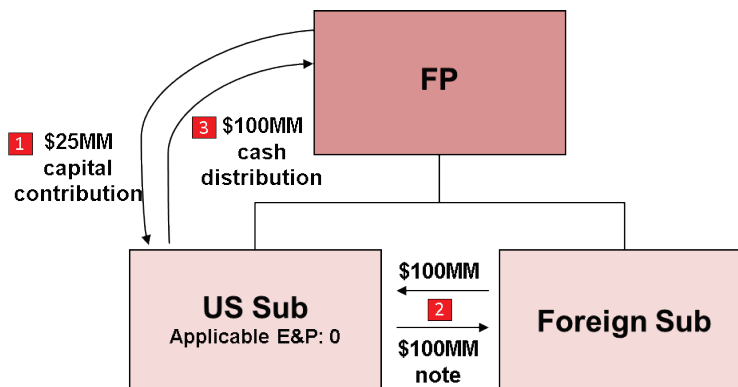 FP
1 $25MM
capital
contribution
3 $100MM
cash
distribution
US Sub
Applicable E&P: 0
$100MM
2
$100MM
note
Foreign Sub